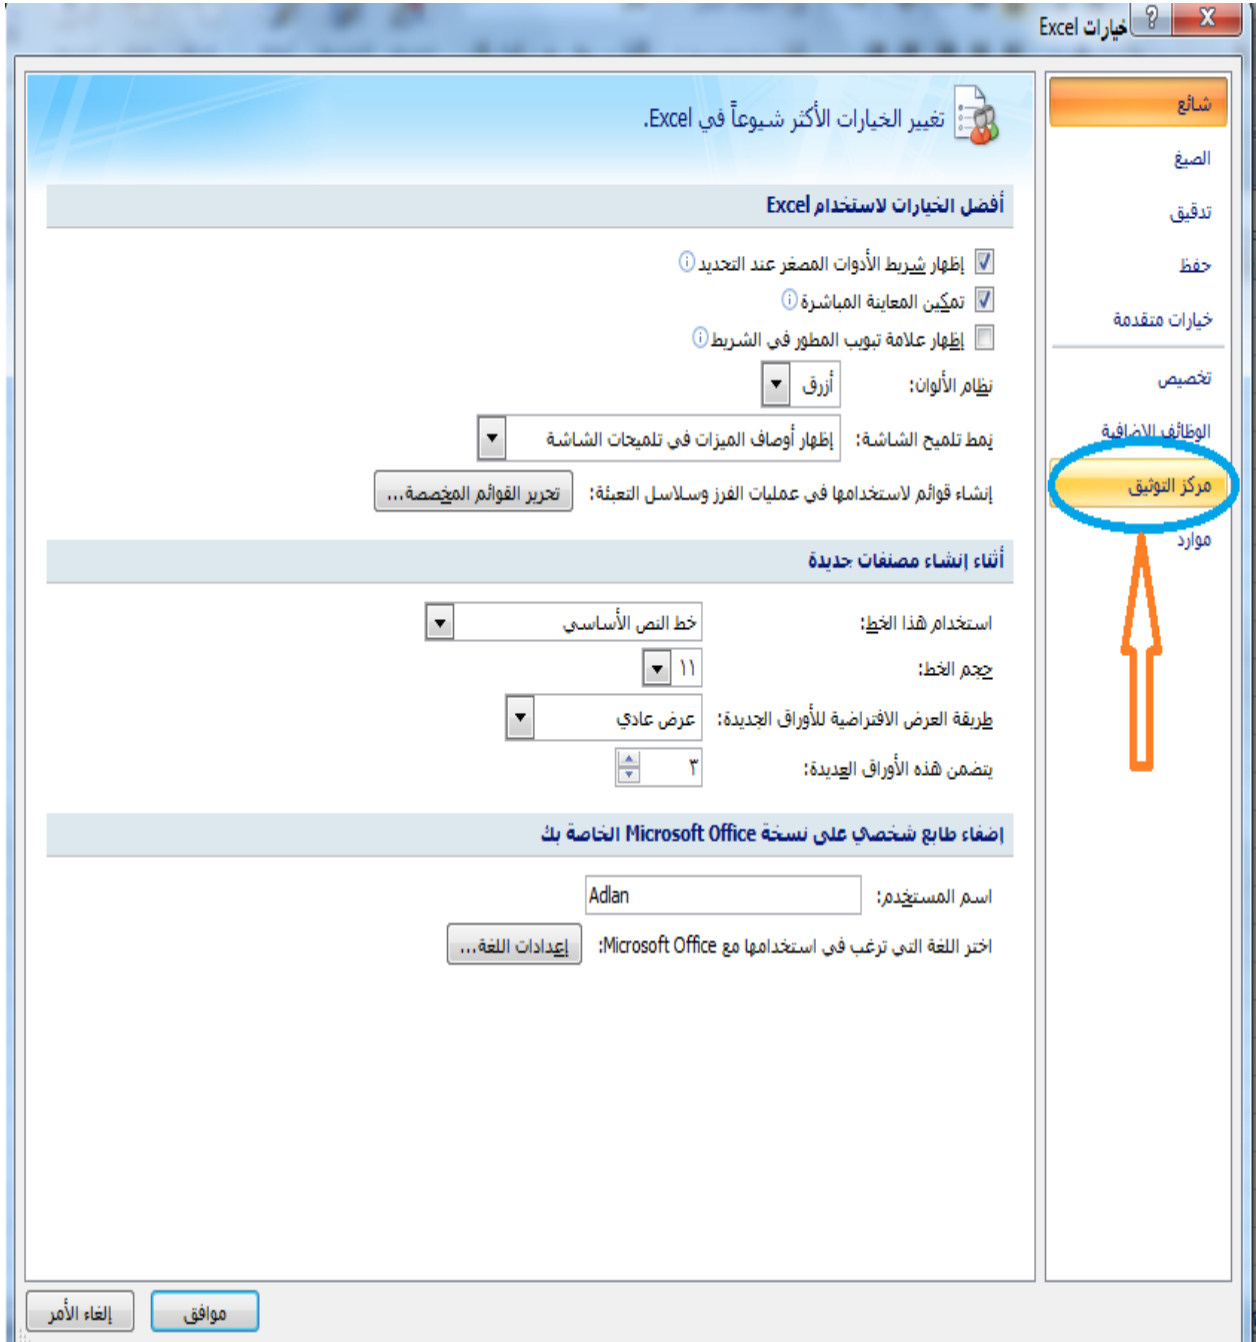 خيارات Excel
شائع
الصيغ
تدقيق
حفظ
خيارات متقدمة
تخصيص
الوظائف الإضافية
مركز التوثيق
موارد
تغيير الخيارات الأكثر شيوعاً في Excel.
أفضل الخيارات لاستخدام Excel
إظهار شريط الأدوات المصغر عند التحديد
تمكين المعاينة المباشرة
إظهار علامة تبويب المطور في الشريط
نظام الألوان: أزرق
نمط تلميح الشاشة: إظهار أوصاف الميزات في تلميحات الشاشة
إنشاء قوائم لاستخدامها في عمليات الفرز وسلاسل التعبئة: تحرير القوائم المخصصة...
أثناء إنشاء مصنفات جديدة
استخدام هذا الخط: خط النص الأساسي
حجم الخط: ١١
طريقة العرض الافتراضية للأوراق الجديدة: عرض عادي
يتضمن هذه الأوراق العديدة: ٣
إضفاء طابع شخصي على نسخة Microsoft Office الخاصة بك
اسم المستخدم: Adlan
اختر اللغة التي ترغب في استخدامها مع Microsoft Office: إعدادات اللغة...
موافق
إلغاء الأمر